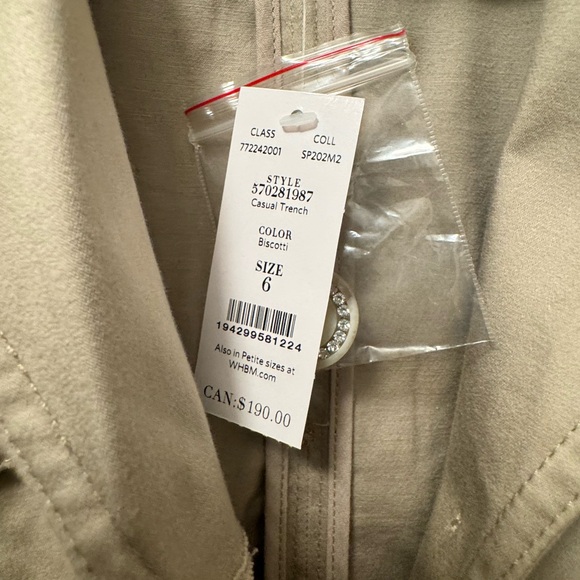 CLASS COLL
772242001 SP202M2
STYLE
570281987
Casual Trench
COLOR
Biscotti
SIZE
6
194299581224
Also in Petite sizes at
WHBM.com
CAN:$190.00